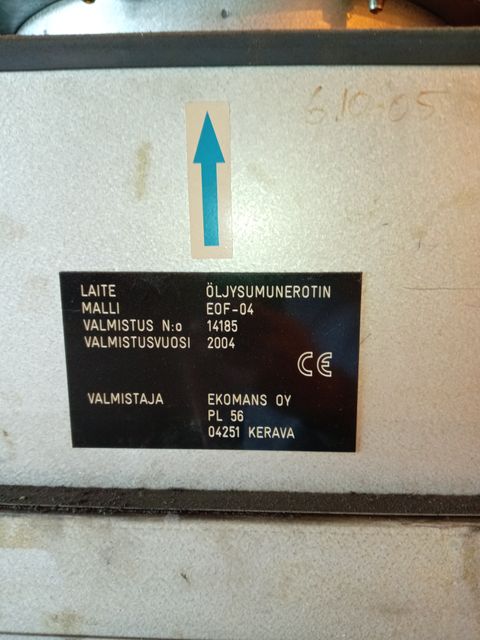 6.10.05
LAITE ÖLJYSUMUNEROTIN
MALLI EOF-04
VALMISTUS N:o 14185
VALMISTUSVUOSI 2004
CE
VALMISTAJA EKOMANS OY
PL 56
04251 KERAVA